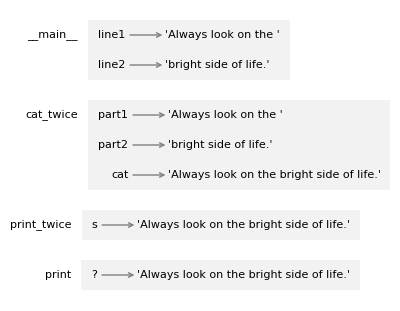 __main__ line1 'Always look on the '
line2 'bright side of life.'
cat_twice part1 'Always look on the '
part2 'bright side of life.'
cat 'Always look on the bright side of life.'
print_twice s 'Always look on the bright side of life.'
print ? 'Always look on the bright side of life.'